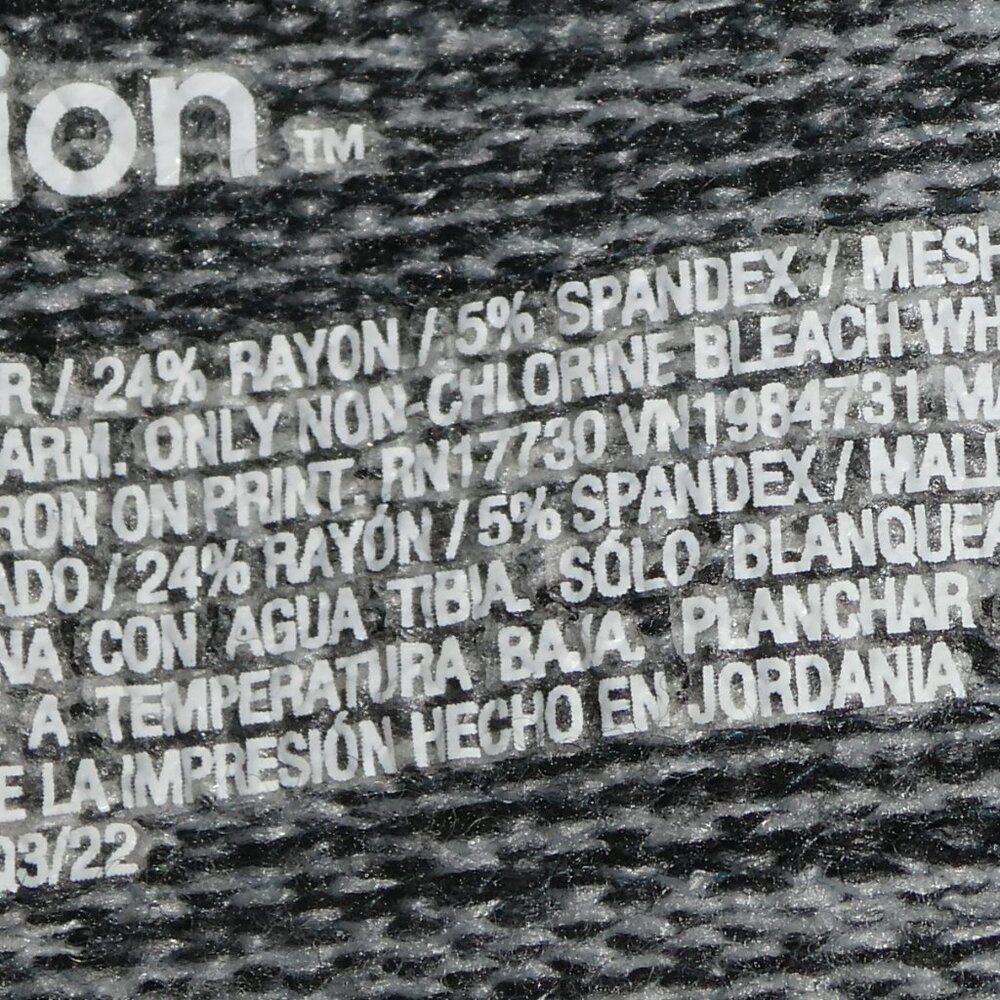 ion ™
R / 24% RAYON / 5% SPANDEX / MESH
ARM. ONLY NON-CHLORINE BLEACH WH
RON ON PRINT. RN17730 VN1984731 MA
ADO / 24% RAYÓN / 5% SPANDEX / MALL
NA CON AGUA TIBIA. SÓLO BLANQUEA
A TEMPERATURA BAJA. PLANCHAR
E LA IMPRESIÓN HECHO EN JORDANIA
03/22